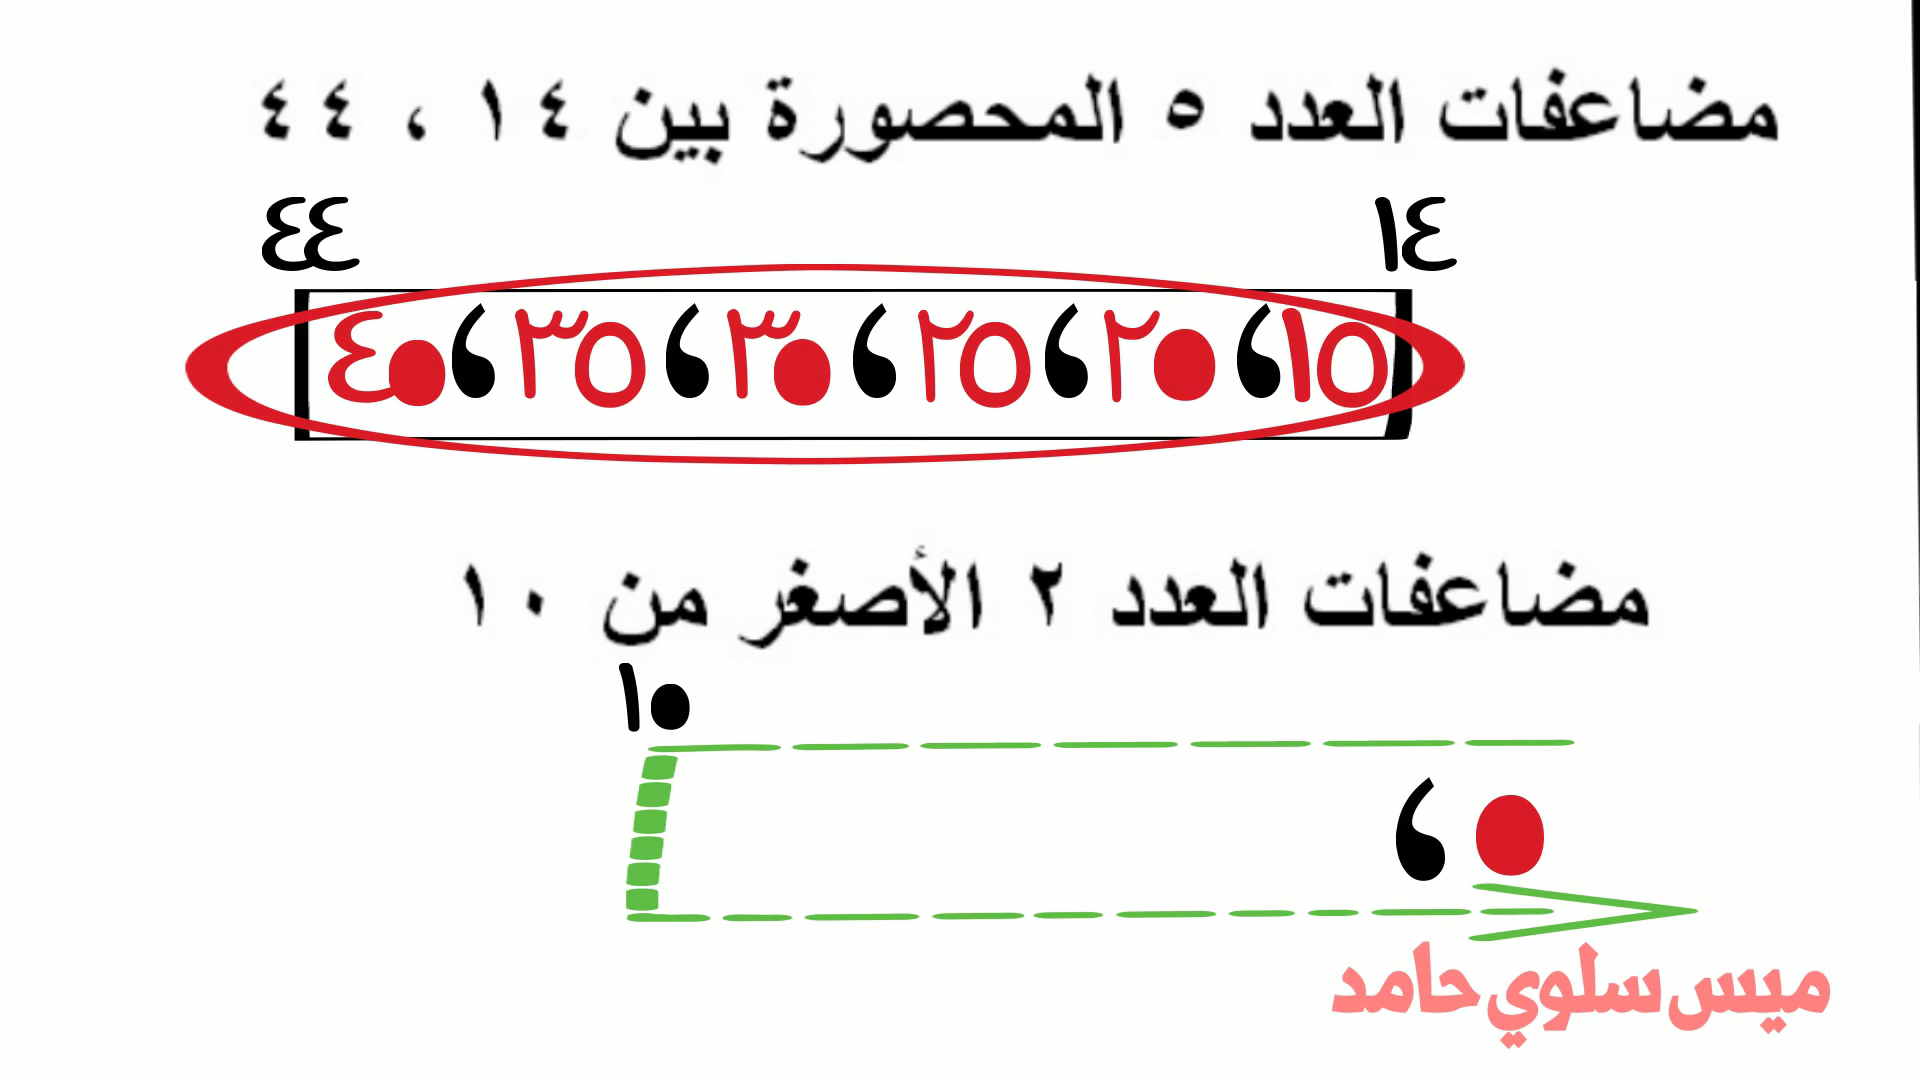 مضاعفات العدد ٥ المحصورة بين ١٤ ، ٤٤
١٤ ٤٤
١٥ ، ٢٠ ، ٢٥ ، ٣٠ ، ٣٥ ، ٤٠
مضاعفات العدد ٢ الأصغر من ١٠
١٠
٠ ،
ميس سلوي حامد